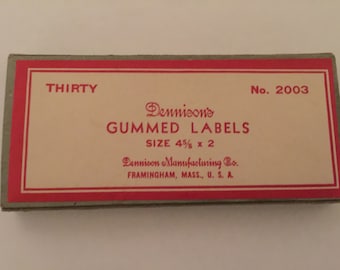 THIRTY No. 2003
Dennison's
GUMMED LABELS
SIZE 4⅝ x 2
Dennison Manufacturing Co.
FRAMINGHAM, MASS., U. S. A.